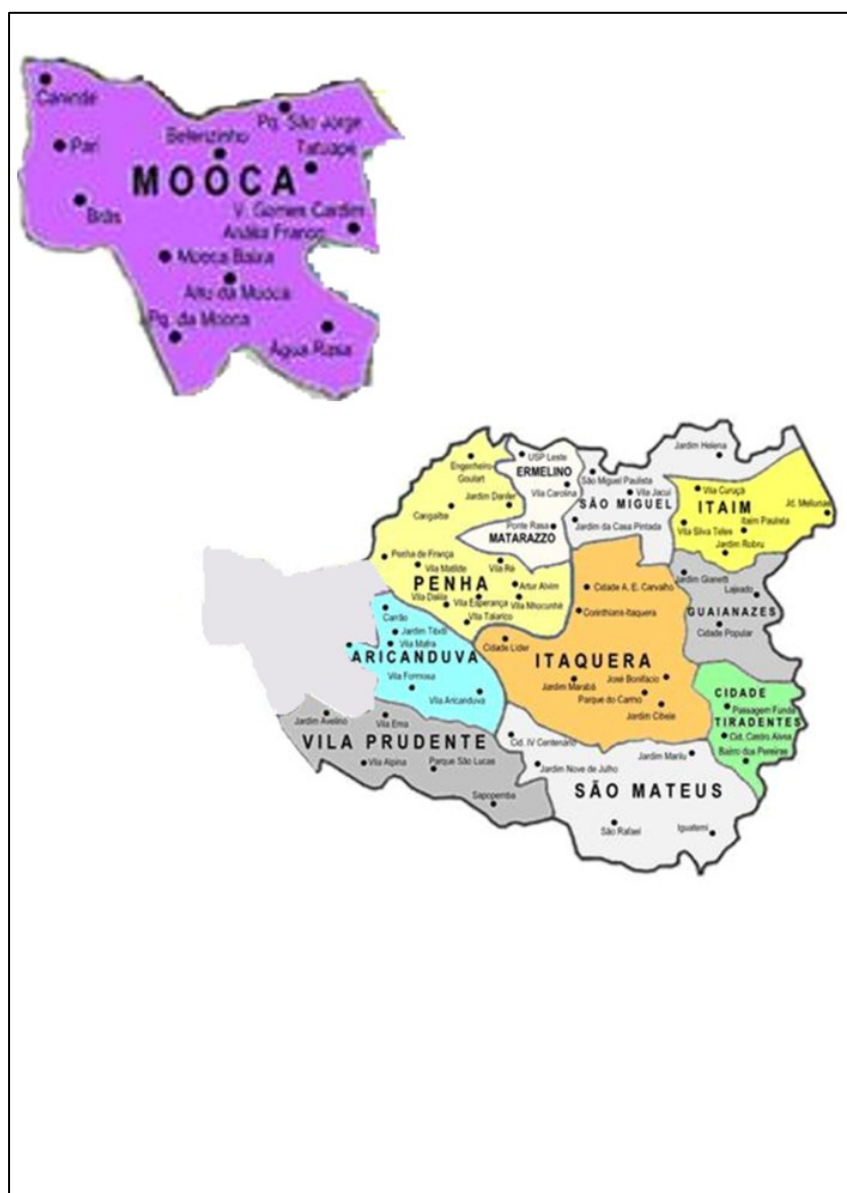 Canindé
Pq. São Jorge
Belenzinho
Pari
Tatuapé
MOOCA
Brás
V. Gomes Cardim
Anália Franco
Mooca Baixa
Alto da Mooca
Pq. da Mooca
Água Rasa
Jardim Helena
USP Leste
Engenheiro
Goulart
ERMELINO
São Miguel Paulista
Vila Carolina
Vila Jacuí
Vila Curuçá
Jardim Danfer
SÃO MIGUEL
ITAIM
Cangaíba
Ponte Rasa
Jardim da Casa Pintada
Vila Silva Teles
Itaim Paulista
MATARAZZO
Jardim Robru
Penha de França
Vila Matilde
Vila Ré
Jardim Gianetti
PENHA
Artur Alvim
Cidade A. E. Carvalho
Lajeado
Vila Dalila
Vila Esperança
Vila Nhocunhé
Corinthians-Itaquera
GUAIANAZES
Carrão
Vila Talarico
Cidade Popular
Jardim Têxtil
Vila Mafra
Cidade Líder
ARICANDUVA
ITAQUERA
Vila Formosa
Jardim Marabá
José Bonifácio
Vila Aricanduva
Parque do Carmo
CIDADE
Jardim Cibele
Passagem Funda
TIRADENTES
Jardim Avelino
Vila Ema
Cid. Castro Alves
VILA PRUDENTE
Cid. IV Centenário
Jardim Marilu
Bairro dos Pereiras
Vila Alpina
Parque São Lucas
Jardim Nove de Julho
SÃO MATEUS
Sapopemba
São Rafael
Iguatemi